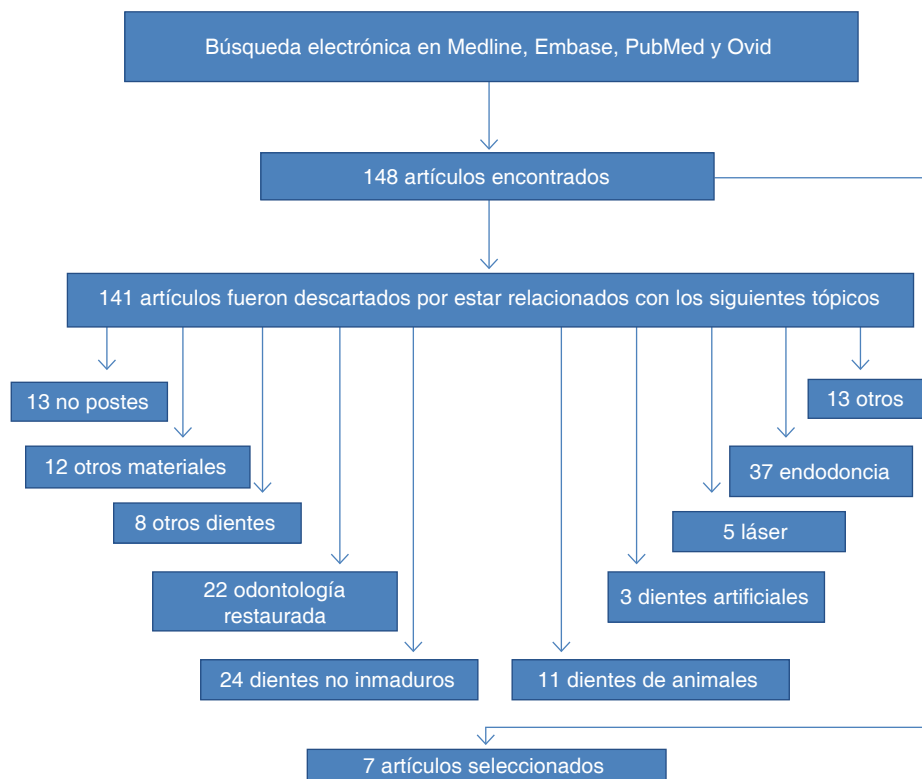 Búsqueda electrónica en Medline, Embase, PubMed y Ovid
148 artículos encontrados
141 artículos fueron descartados por estar relacionados con los siguientes tópicos
13 no postes
13 otros
12 otros materiales
37 endodoncia
8 otros dientes
5 láser
22 odontología
restaurada
3 dientes artificiales
24 dientes no inmaduros
11 dientes de animales
7 artículos seleccionados